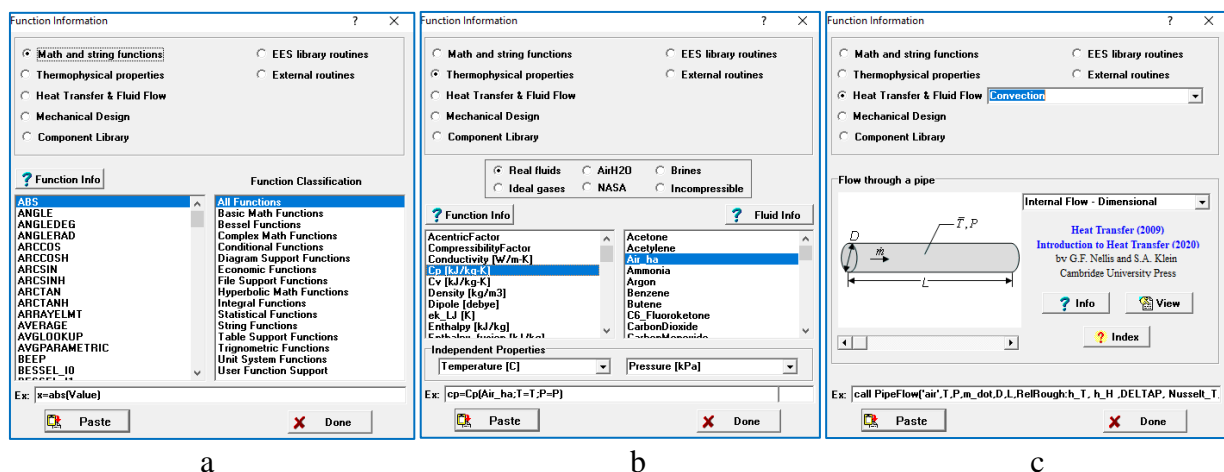 Function Information ? X
Math and string functions EES library routines
Thermophysical properties External routines
Heat Transfer & Fluid Flow
Mechanical Design
Component Library
? Function Info Function Classification
ABS
ANGLE
ANGLEDEG
ANGLERAD
ARCCOS
ARCCOSH
ARCSIN
ARCSINH
ARCTAN
ARCTANH
ARRAYELMT
AVERAGE
AVGLOOKUP
AVGPARAMETRIC
BEEP
BESSEL_I0
BESSEL_I1
All Functions
Basic Math Functions
Bessel Functions
Complex Math Functions
Conditional Functions
Diagram Support Functions
Economic Functions
File Support Functions
Hyperbolic Math Functions
Integral Functions
Statistical Functions
String Functions
Table Support Functions
Trignometric Functions
Unit System Functions
User Function Support
Ex: x=abs(Value)
Paste Done
a
Function Information ? X
Math and string functions EES library routines
Thermophysical properties External routines
Heat Transfer & Fluid Flow
Mechanical Design
Component Library
Real fluids AirH2O Brines
Ideal gases NASA Incompressible
? Function Info ? Fluid Info
AcentricFactor
CompressibilityFactor
Conductivity [W/m-K]
Cp [kJ/kg-K]
Cv [kJ/kg-K]
Density [kg/m3]
Dipole [debye]
ek_LJ [K]
Enthalpy [kJ/kg]
Enthalpy_fusion [kJ/kg]
Acetone
Acetylene
Air_ha
Ammonia
Argon
Benzene
Butene
C6_Fluoroketone
CarbonDioxide
CarbonMonoxide
Independent Properties
Temperature [C] Pressure [kPa]
Ex: cp=Cp(Air_ha;T=T;P=P)
Paste Done
b
Function Information ? X
Math and string functions EES library routines
Thermophysical properties External routines
Heat Transfer & Fluid Flow Convection
Mechanical Design
Component Library
Flow through a pipe
Internal Flow - Dimensional
D ṁ T̄, P L
Heat Transfer (2009)
Introduction to Heat Transfer (2020)
by G.F. Nellis and S.A. Klein
Cambridge University Press
? Info View
? Index
Ex: call PipeFlow('air',T,P,m_dot,D,L,RelRough:h_T, h_H ,DELTAP, Nusselt_T,
Paste Done
c